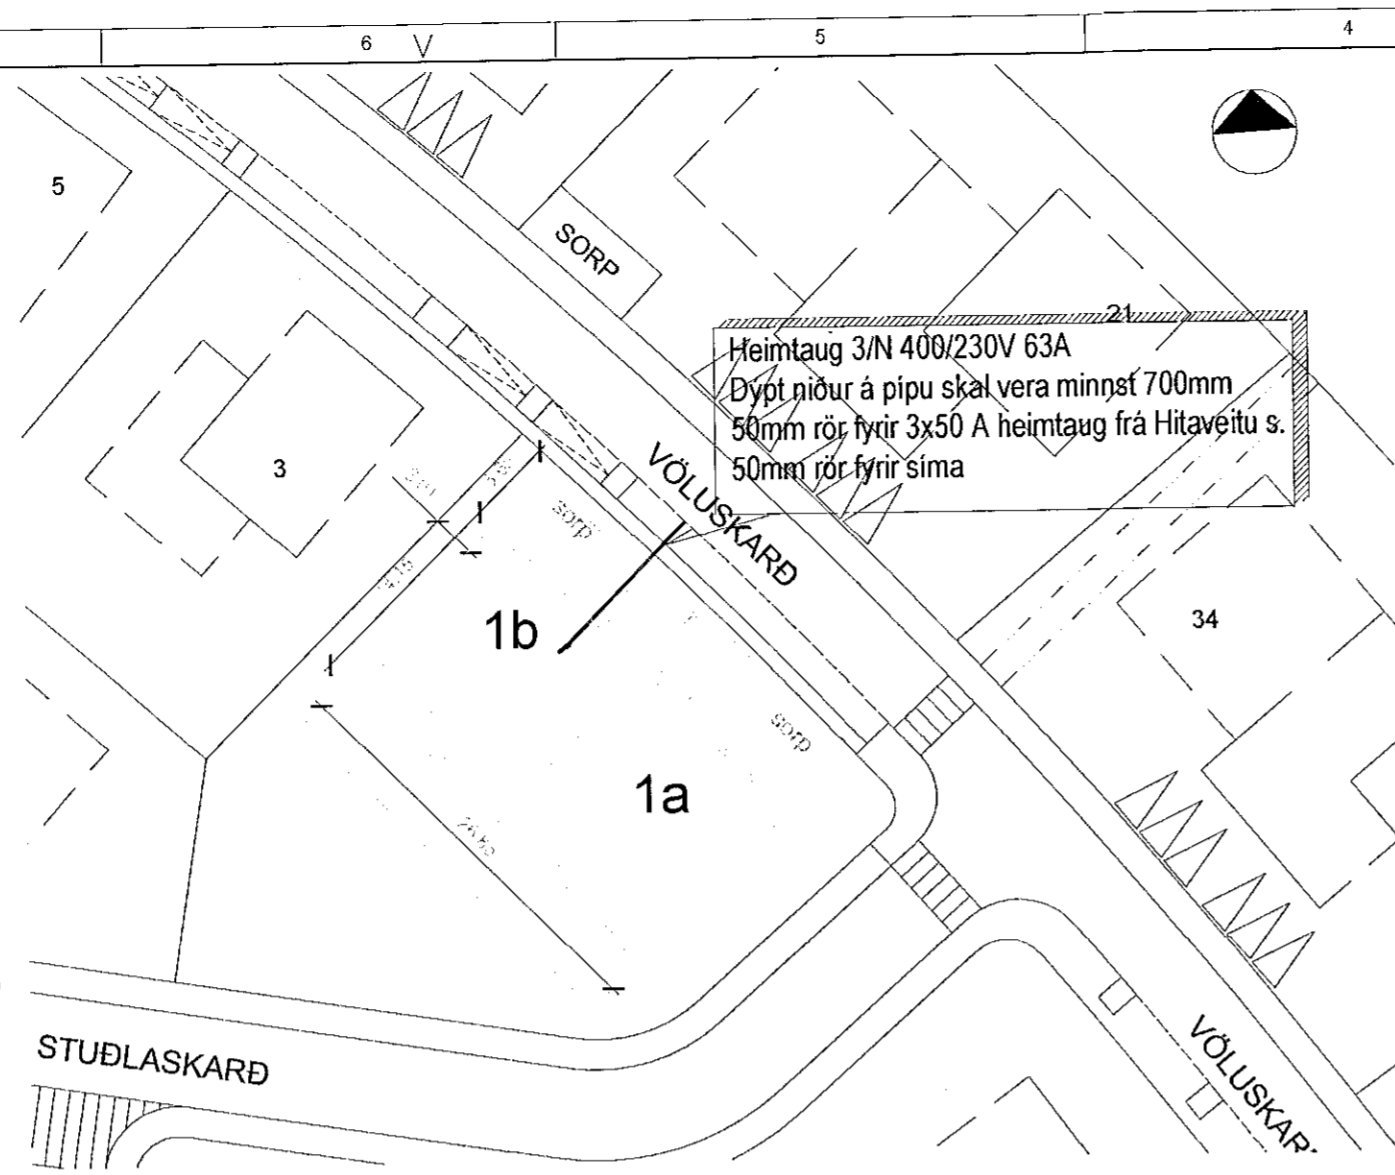 6
5
4
5
SORP
21
Heimtaug 3/N 400/230V 63A
Dýpt niður á pípu skal vera minnst 700mm
50mm rör fyrir 3x50 A heimtaug frá Hitaveitu s.
50mm rör fyrir síma
3
VÖLUSKARÐ
sorp
1b
34
sorp
1a
STUÐLASKARÐ